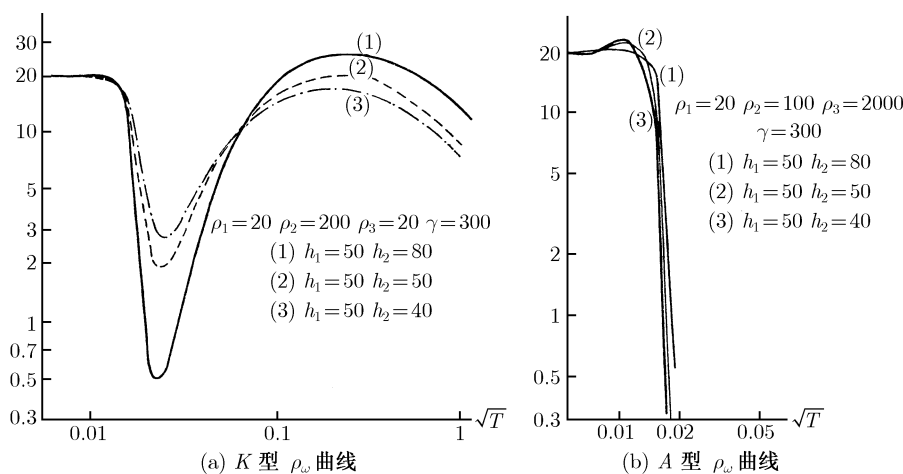 30
20
10
5
3
2
1
0.7
0.5
0.3
0.01
0.1
1
√T
(1)
(2)
(3)
ρ₁=20 ρ₂=200 ρ₃=20 γ=300
(1) h₁=50 h₂=80
(2) h₁=50 h₂=50
(3) h₁=50 h₂=40
(a) K 型 ρω 曲线
20
10
5
2
1
0.5
0.3
0.01
0.02
0.05
√T
(2)
(1)
(3)
ρ₁=20 ρ₂=100 ρ₃=2000
γ=300
(1) h₁=50 h₂=80
(2) h₁=50 h₂=50
(3) h₁=50 h₂=40
(b) A 型 ρω 曲线